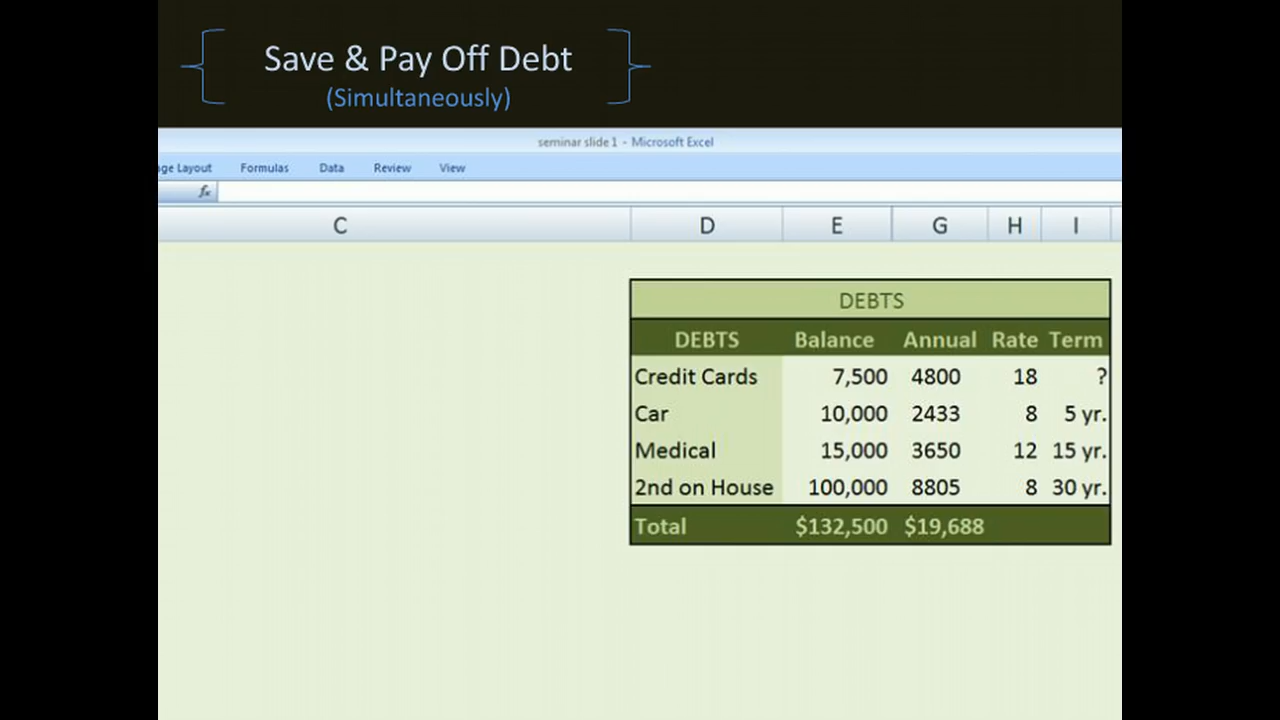 Save & Pay Off Debt
(Simultaneously)
seminar slide 1 - Microsoft Excel
ge Layout Formulas Data Review View
fx
C D E G H I
DEBTS
DEBTS Balance Annual Rate Term
Credit Cards 7,500 4800 18 ?
Car 10,000 2433 8 5 yr.
Medical 15,000 3650 12 15 yr.
2nd on House 100,000 8805 8 30 yr.
Total $132,500 $19,688